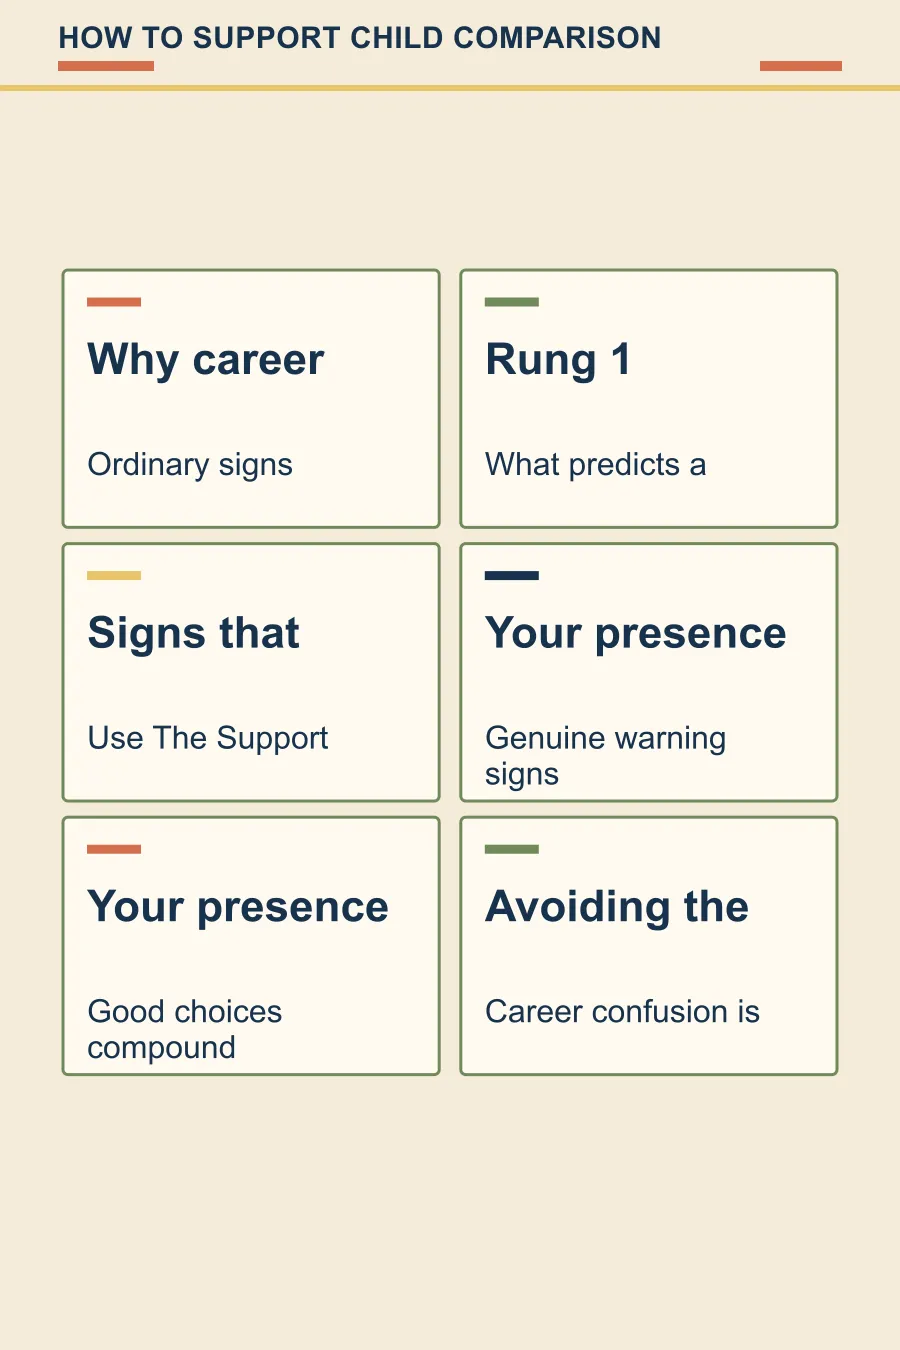 HOW TO SUPPORT CHILD COMPARISON
Why career
Ordinary signs
Rung 1
What predicts a
Signs that
Use The Support
Your presence
Genuine warning
signs
Your presence
Good choices
compound
Avoiding the
Career confusion is